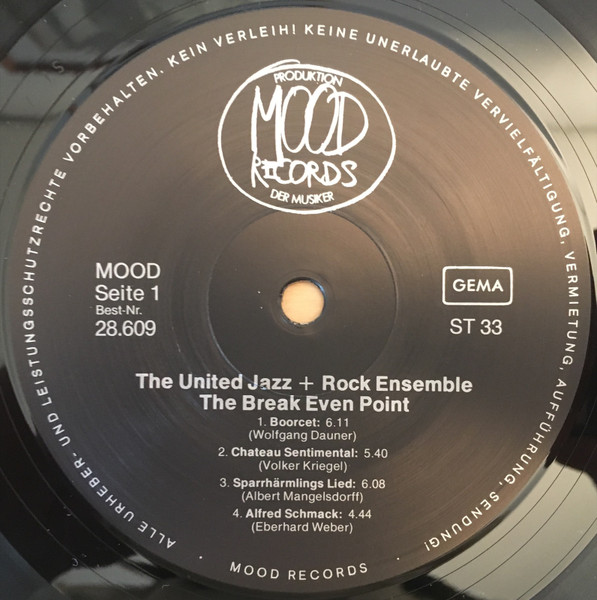 ALLE URHEBER- UND LEISTUNGSSCHUTZRECHTE VORBEHALTEN. KEIN VERLEIH! KEINE UNERLAUBTE VERVIELFÄLTIGUNG, VERMIETUNG, AUFFÜHRUNG, SENDUNG!
PRODUKTION
MOOD
RECORDS
DER MUSIKER
MOOD
Seite 1
Best-Nr.
28.609
GEMA
ST 33
The United Jazz + Rock Ensemble
The Break Even Point
1. Boorcet: 6.11
(Wolfgang Dauner)
2. Chateau Sentimental: 5.40
(Volker Kriegel)
3. Sparrhärmlings Lied: 6.08
(Albert Mangelsdorff)
4. Alfred Schmack: 4.44
(Eberhard Weber)
· MOOD RECORDS ·